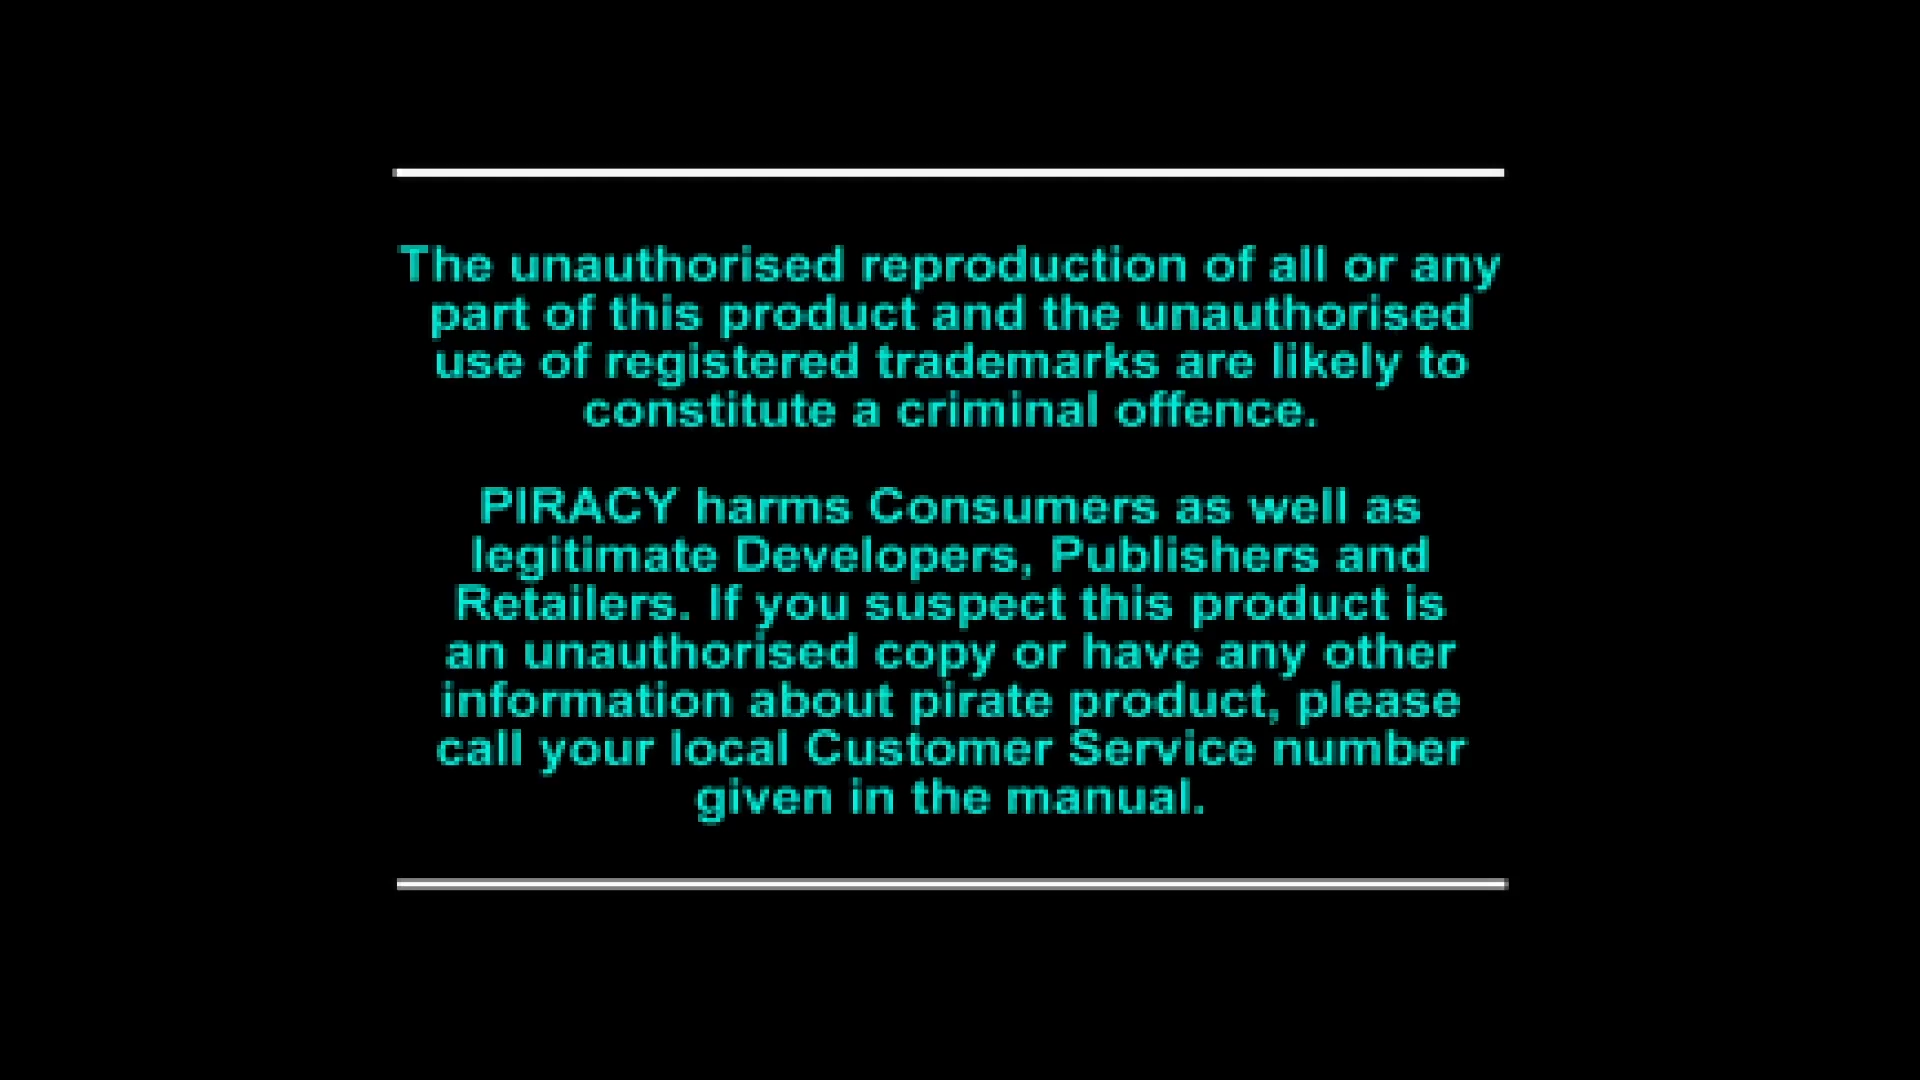 The unauthorised reproduction of all or any
part of this product and the unauthorised
use of registered trademarks are likely to
constitute a criminal offence.
PIRACY harms Consumers as well as
legitimate Developers, Publishers and
Retailers. If you suspect this product is
an unauthorised copy or have any other
information about pirate product, please
call your local Customer Service number
given in the manual.